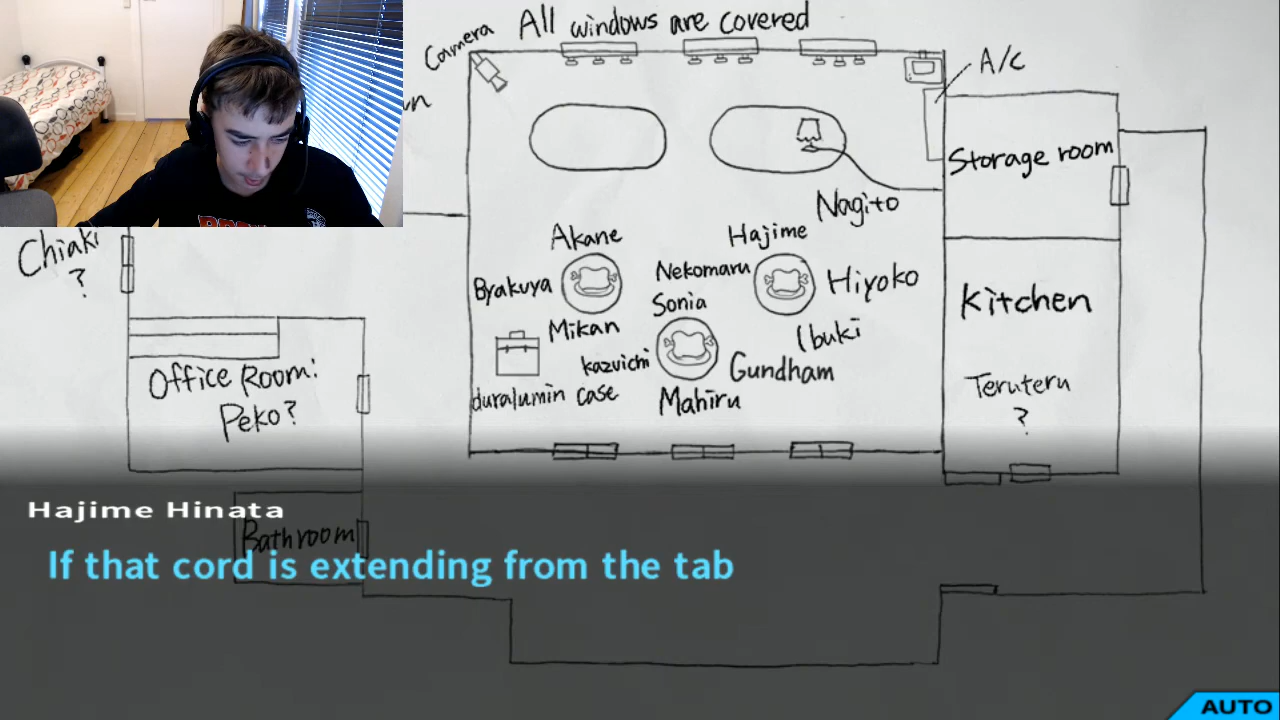 All windows are covered
Camera
A/C
Storage room
Nagito
Chiaki
?
Akane
Hajime
Byakuya
Nekomaru
Hiyoko
Sonia
Kitchen
Mikan
Ibuki
kazuichi
Gundham
Office Room:
Peko?
duralumin case
Mahiru
Teruteru
?
Hajime Hinata
Bathroom
If that cord is extending from the tab
AUTO